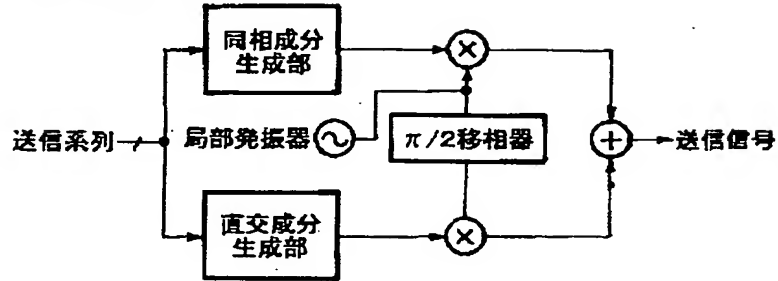 同相成分
生成部
送信系列
局部発振器
π/2移相器
送信信号
直交成分
生成部